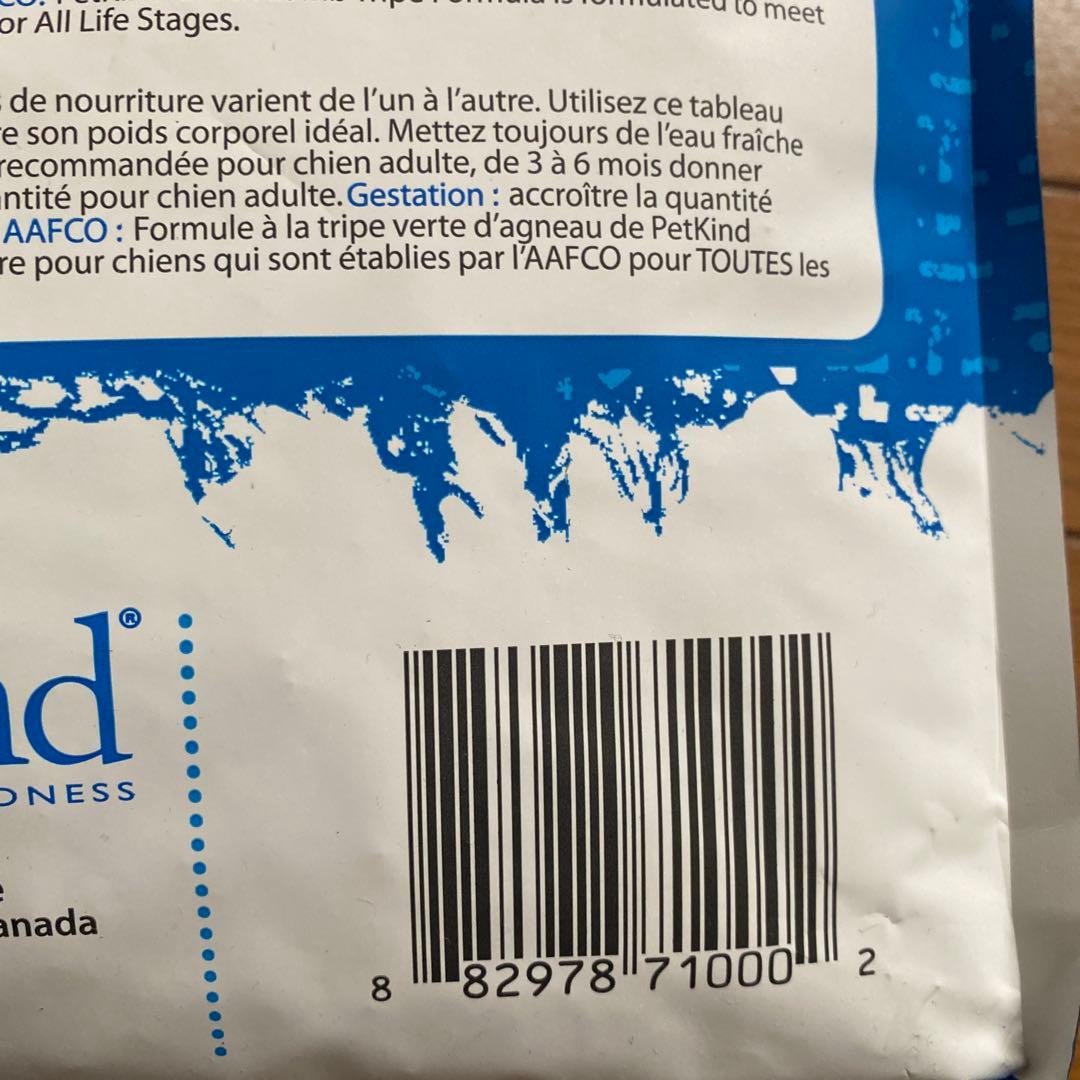 to meet
or All Life Stages.
de nourriture varient de l'un à l'autre. Utilisez ce tableau
e son poids corporel idéal. Mettez toujours de l'eau fraîche
recommandée pour chien adulte, de 3 à 6 mois donner
ntité pour chien adulte. Gestation : accroître la quantité
AAFCO : Formule à la tripe verte d'agneau de PetKind
re pour chiens qui sont établies par l'AAFCO pour TOUTES les
nd®
DNESS
anada
8 82978 71000 2